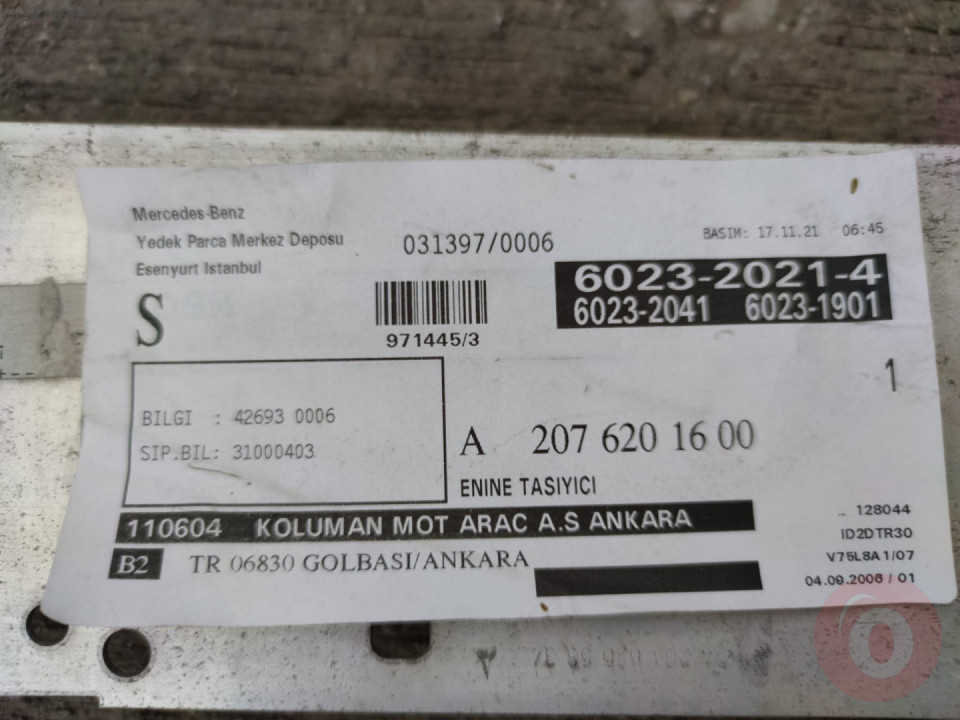 Mercedes-Benz
Yedek Parca Merkez Deposu
Esenyurt Istanbul
S
031397/0006
971445/3
BASIM: 17.11.21 06:45
6023-2021-4
6023-2041 6023-1901
1
BILGI : 42693 0006
SIP.BIL: 31000403
A 207 620 16 00
ENINE TASIYICI
110604 KOLUMAN MOT ARAC A.S ANKARA
B2 TR 06830 GOLBASI/ANKARA
128044
ID2DTR30
V75L8A1/07
04.09.2006 / 01